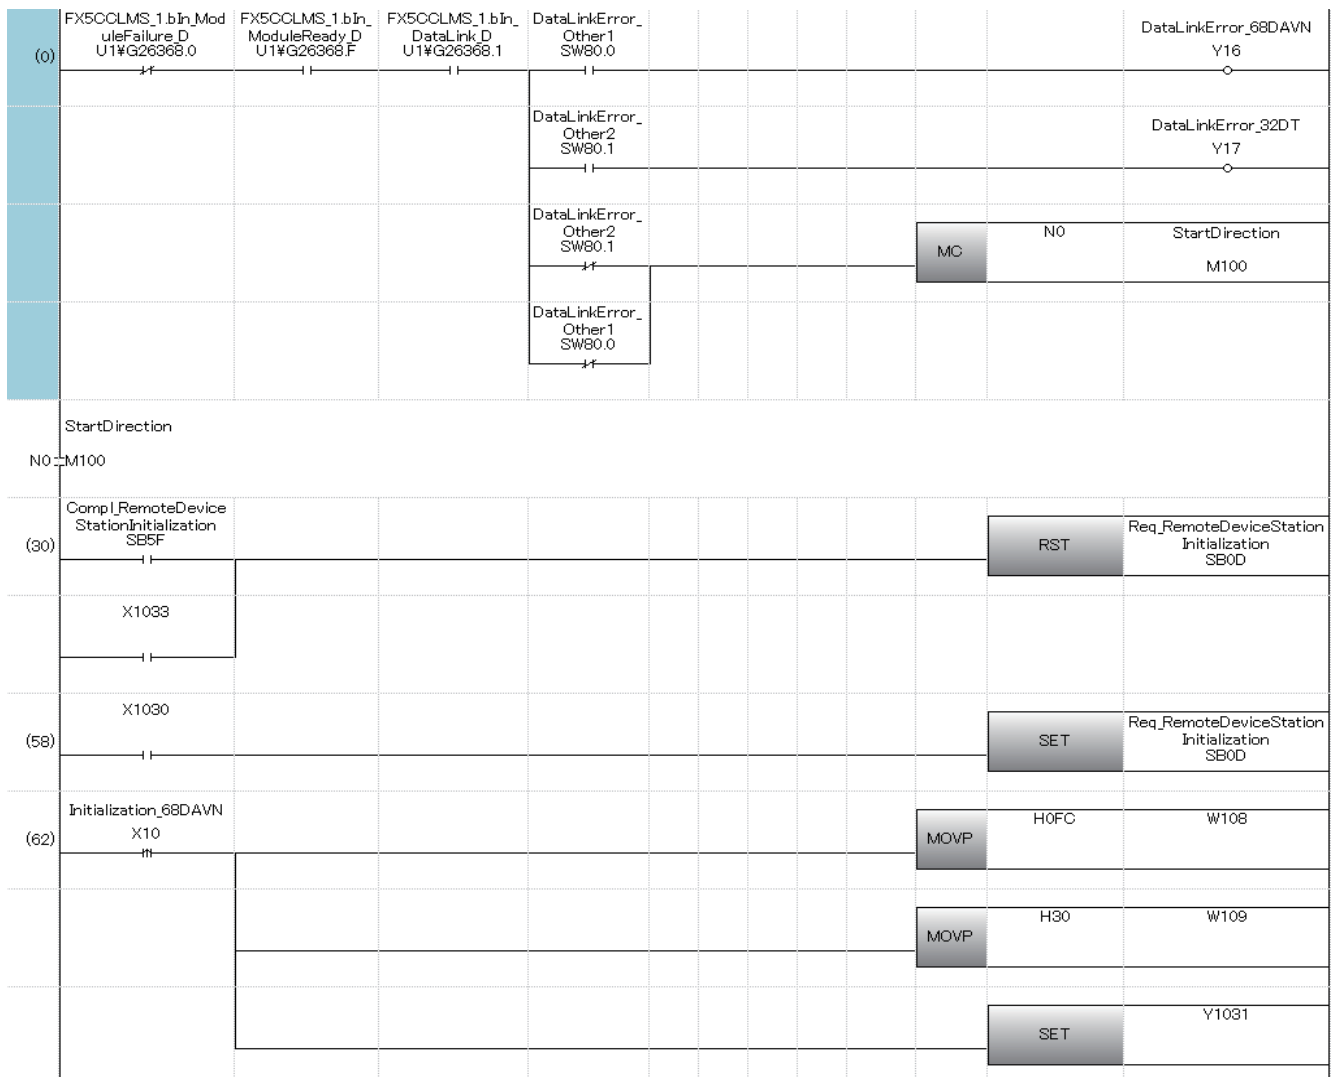 FX5CCLMS_1.bIn_Mod
uleFailure_D
U1¥G26368.0
FX5CCLMS_1.bIn_
ModuleReady_D
U1¥G26368.F
FX5CCLMS_1.bIn_
DataLink_D
U1¥G26368.1
DataLinkError_
Other1
SW80.0
DataLinkError_68DAVN
Y16
(0)
DataLinkError_
Other2
SW80.1
DataLinkError_32DT
Y17
DataLinkError_
Other2
SW80.1
MC
N0
StartDirection
M100
DataLinkError_
Other1
SW80.0
StartDirection
N0 M100
Compl_RemoteDevice
StationInitialization
SB5F
(30)
RST
Req_RemoteDeviceStation
Initialization
SB0D
X1033
X1030
(58)
SET
Req_RemoteDeviceStation
Initialization
SB0D
Initialization_68DAVN
X10
(62)
MOVP
H0FC
W108
MOVP
H30
W109
SET
Y1031